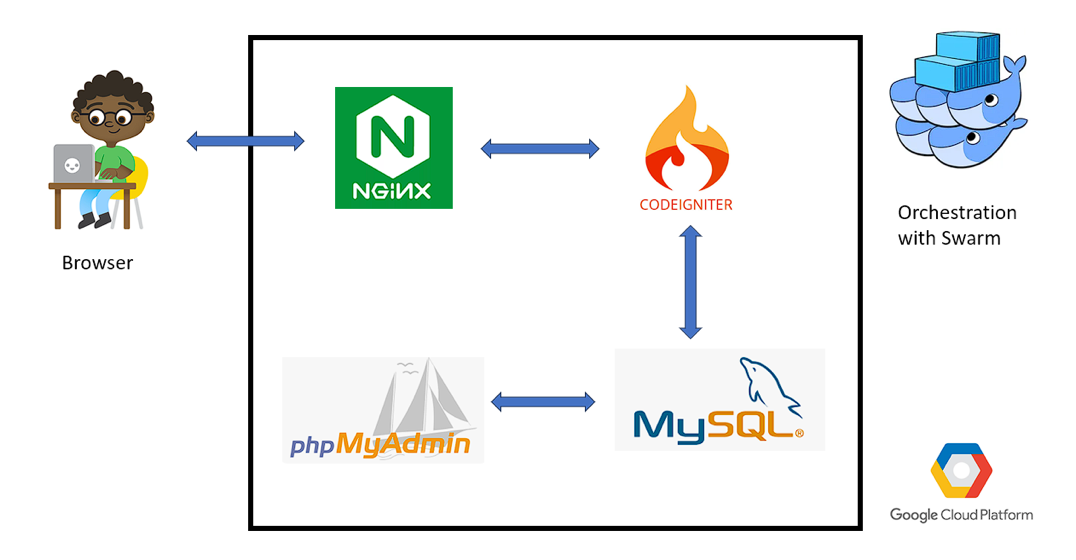 NGiNX
CODEIGNITER
Orchestration
with Swarm
Browser
phpMyAdmin
MySQL®
Google Cloud Platform